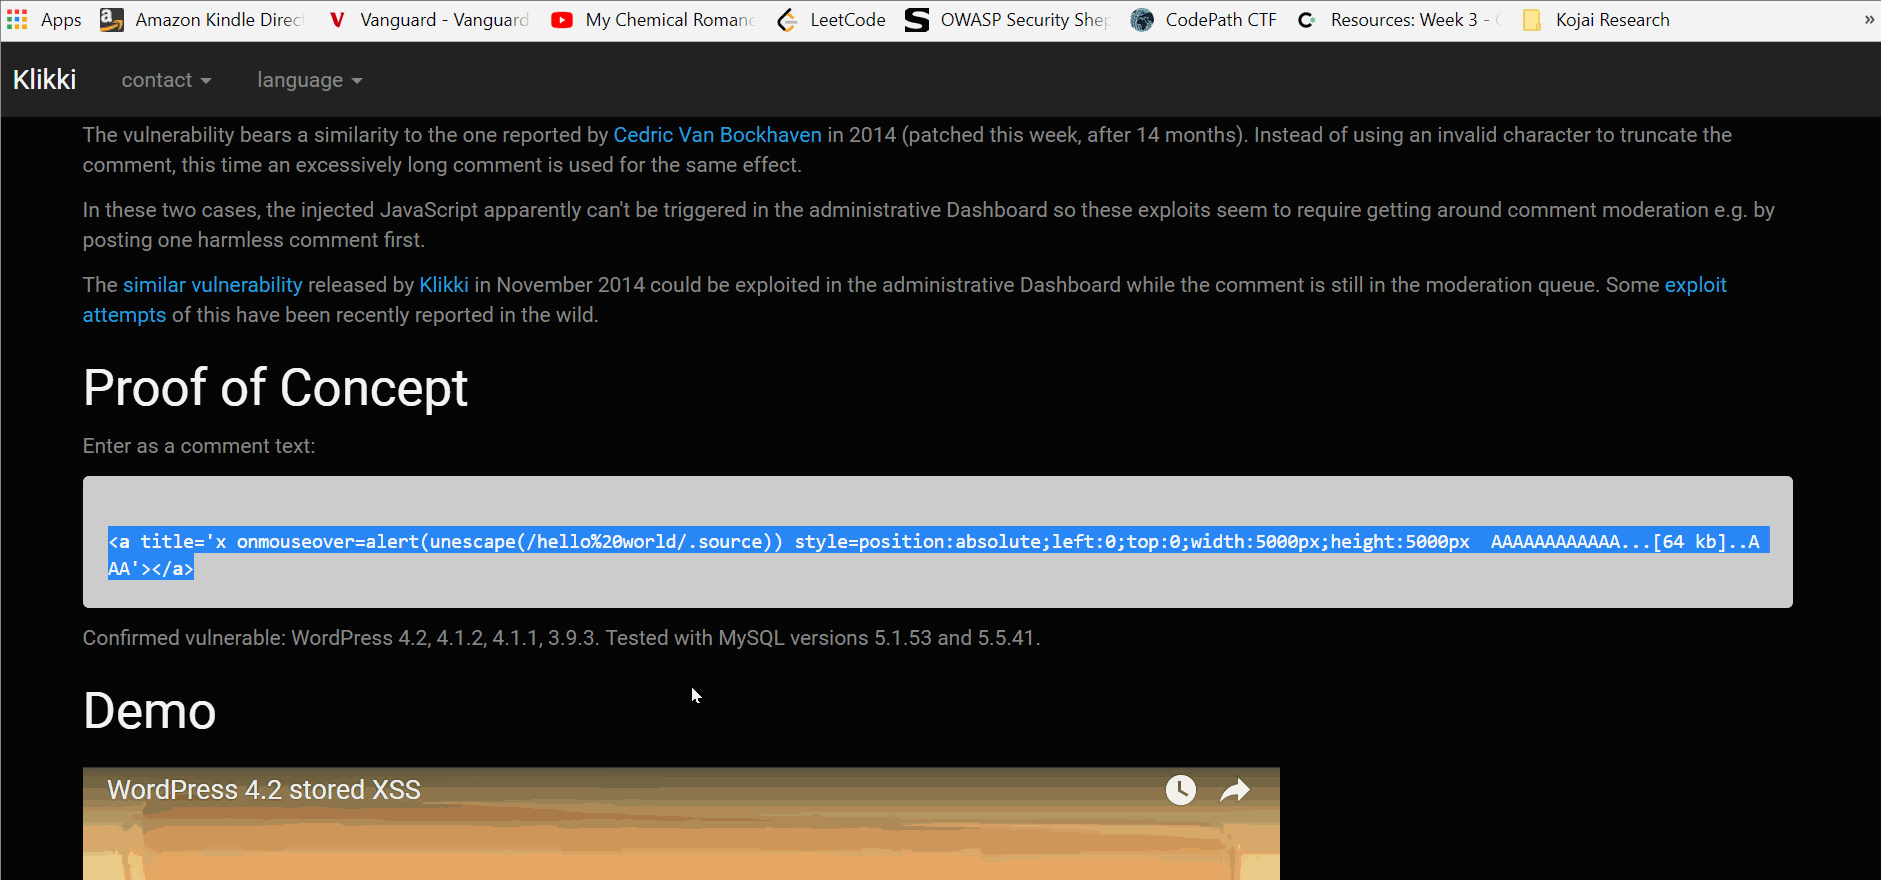 Apps Amazon Kindle Direct Vanguard - Vanguard My Chemical Romanc LeetCode OWASP Security Shep CodePath CTF Resources: Week 3 - Kojai Research »
Klikki contact language
The vulnerability bears a similarity to the one reported by Cedric Van Bockhaven in 2014 (patched this week, after 14 months). Instead of using an invalid character to truncate the
comment, this time an excessively long comment is used for the same effect.
In these two cases, the injected JavaScript apparently can't be triggered in the administrative Dashboard so these exploits seem to require getting around comment moderation e.g. by
posting one harmless comment first.
The similar vulnerability released by Klikki in November 2014 could be exploited in the administrative Dashboard while the comment is still in the moderation queue. Some exploit
attempts of this have been recently reported in the wild.
Proof of Concept
Enter as a comment text:
<a title='x onmouseover=alert(unescape(/hello%20world/.source)) style=position:absolute;left:0;top:0;width:5000px;height:5000px  AAAAAAAAAAAA...[64 kb]..A
AA'></a>
Confirmed vulnerable: WordPress 4.2, 4.1.2, 4.1.1, 3.9.3. Tested with MySQL versions 5.1.53 and 5.5.41.
Demo
WordPress 4.2 stored XSS